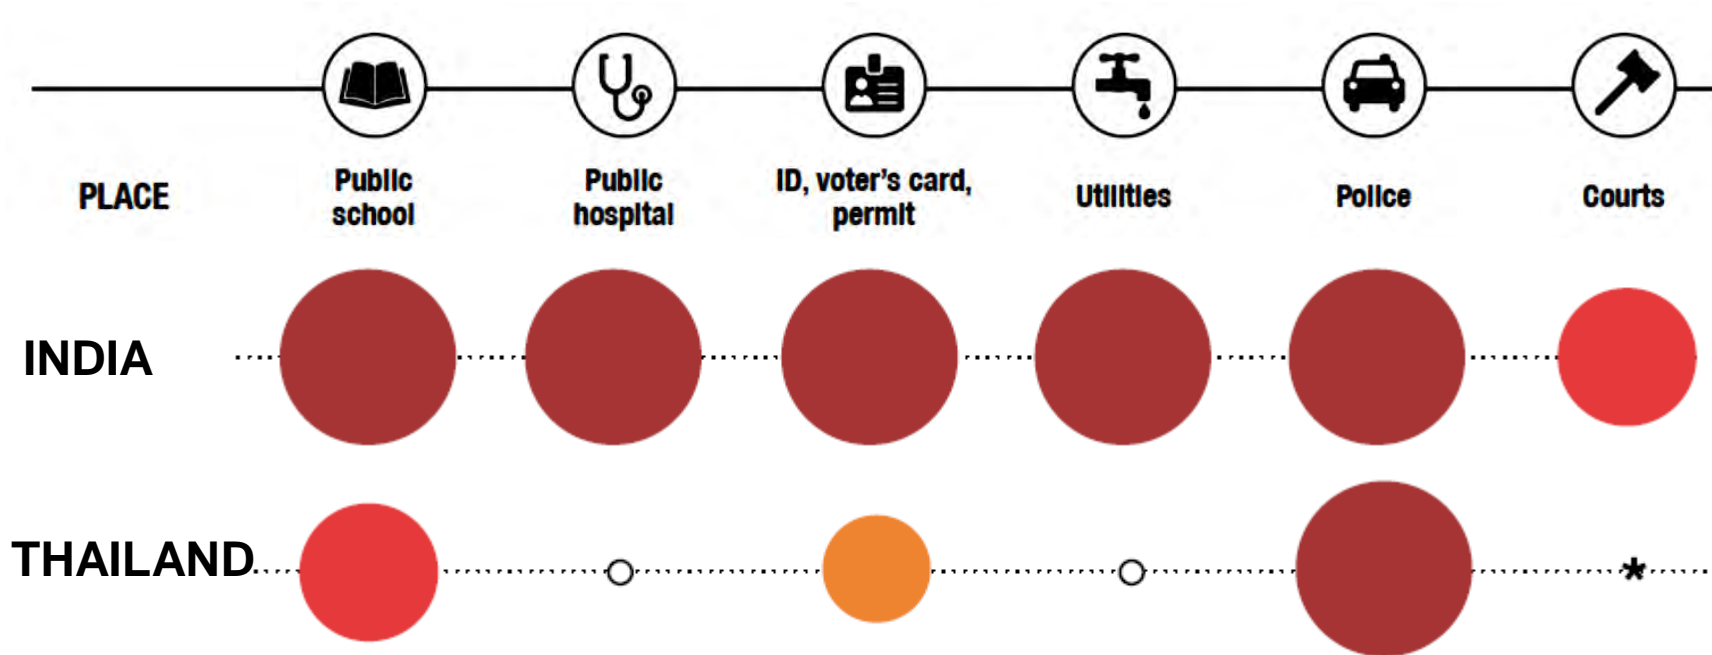 PLACE
Public
school
Public
hospital
ID, voter's card,
permit
Utilities
Police
Courts
INDIA
THAILAND
*